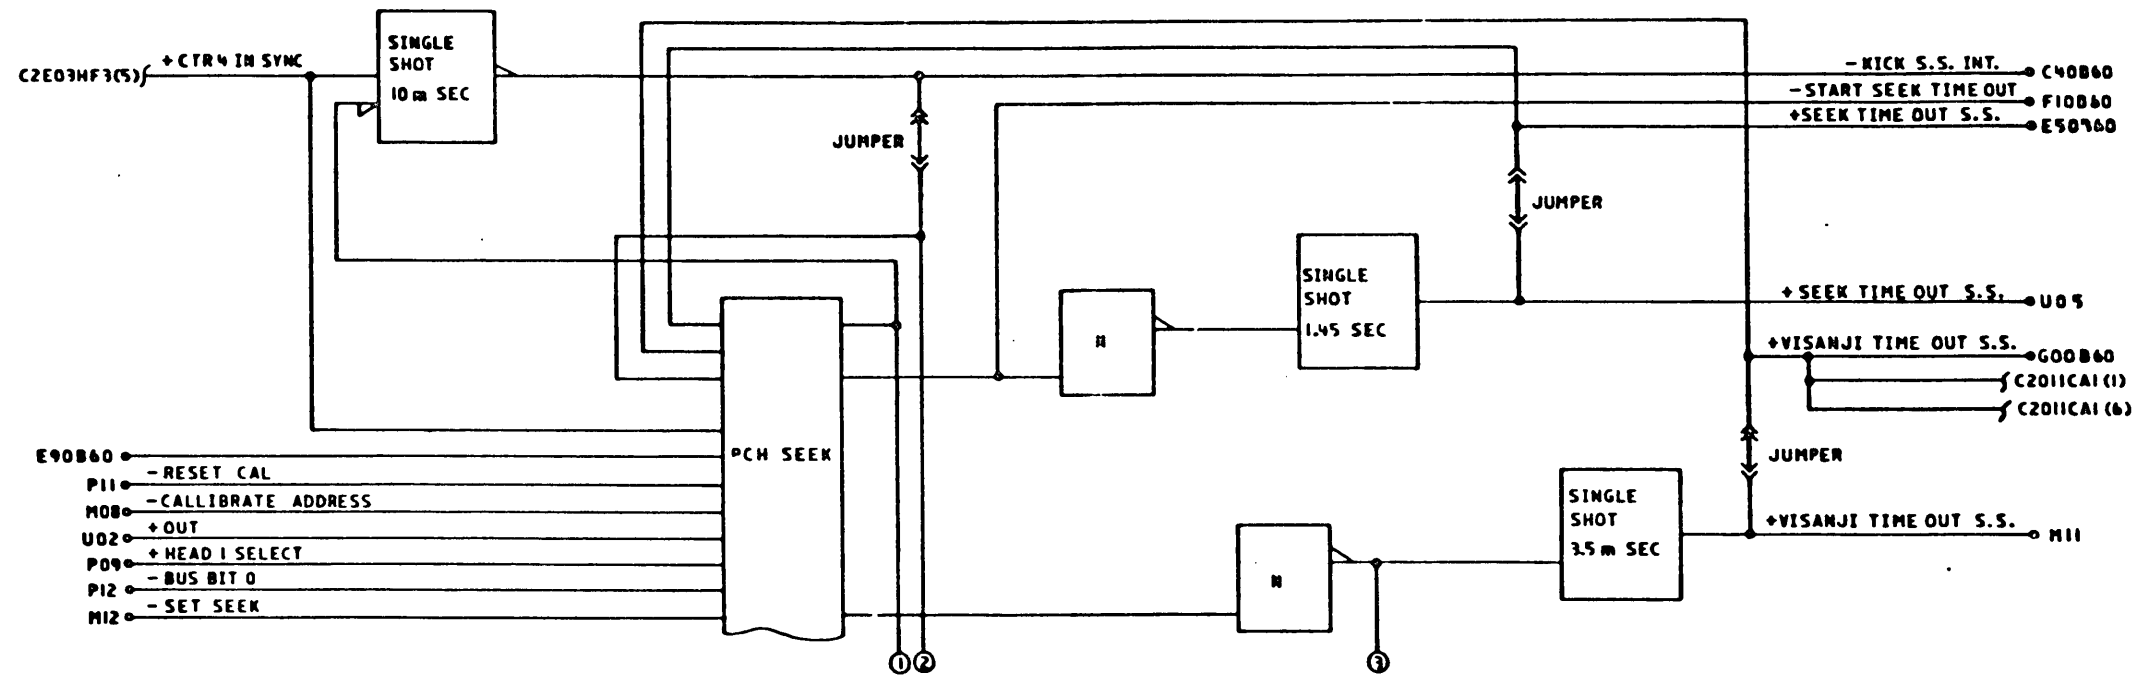 SINGLE
SHOT
10 m SEC
+ CTR 4 IN SYNC
C2E03HF3(5)
- KICK S.S. INT.
C40B60
- START SEEK TIME OUT
F10B60
+SEEK TIME OUT S.S.
E50960
JUMPER
JUMPER
SINGLE
SHOT
1.45 SEC
+ SEEK TIME OUT S.S.
U05
N
+VISANJI TIME OUT S.S.
G00B60
C2011CA1(1)
C2011CA1(6)
JUMPER
PCH SEEK
E90B60
- RESET CAL
P11
- CALLIBRATE ADDRESS
M08
+ OUT
U02
+ HEAD 1 SELECT
P09
- BUS BIT 0
P12
- SET SEEK
M12
SINGLE
SHOT
3.5 m SEC
+VISANJI TIME OUT S.S.
M11
N
1
2
3